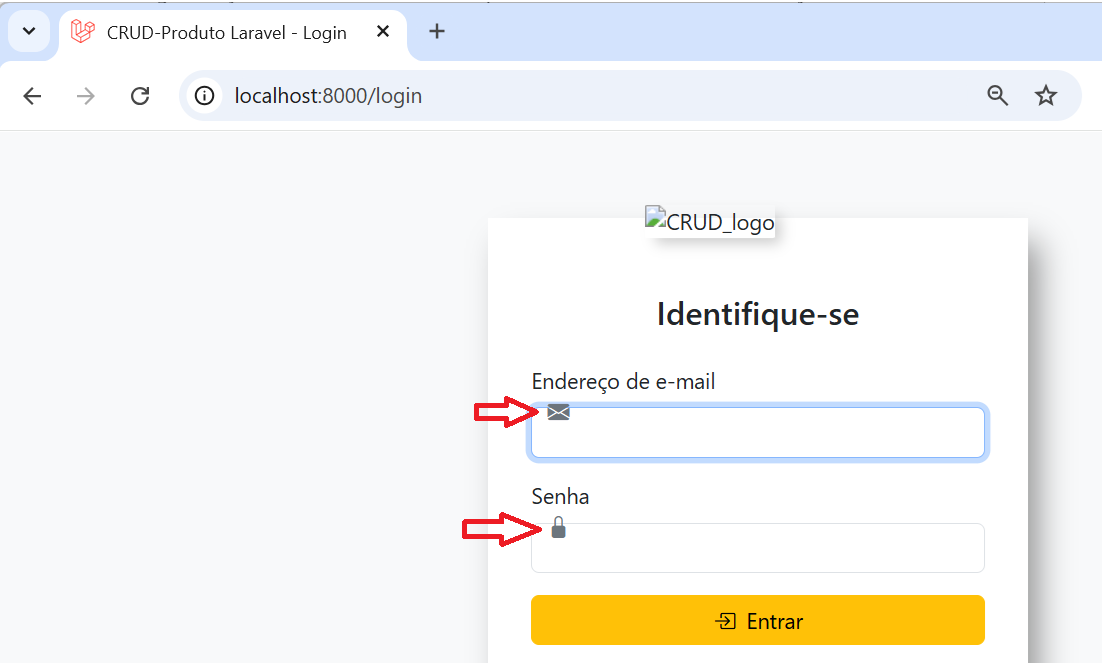 CRUD-Produto Laravel - Login
localhost:8000/login
CRUD_logo
Identifique-se
Endereço de e-mail
Senha
Entrar